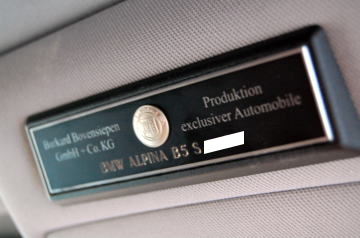 Burkard Bovensiepen
GmbH + Co. KG
Produktion
exclusiver Automobile
BMW ALPINA B5 S